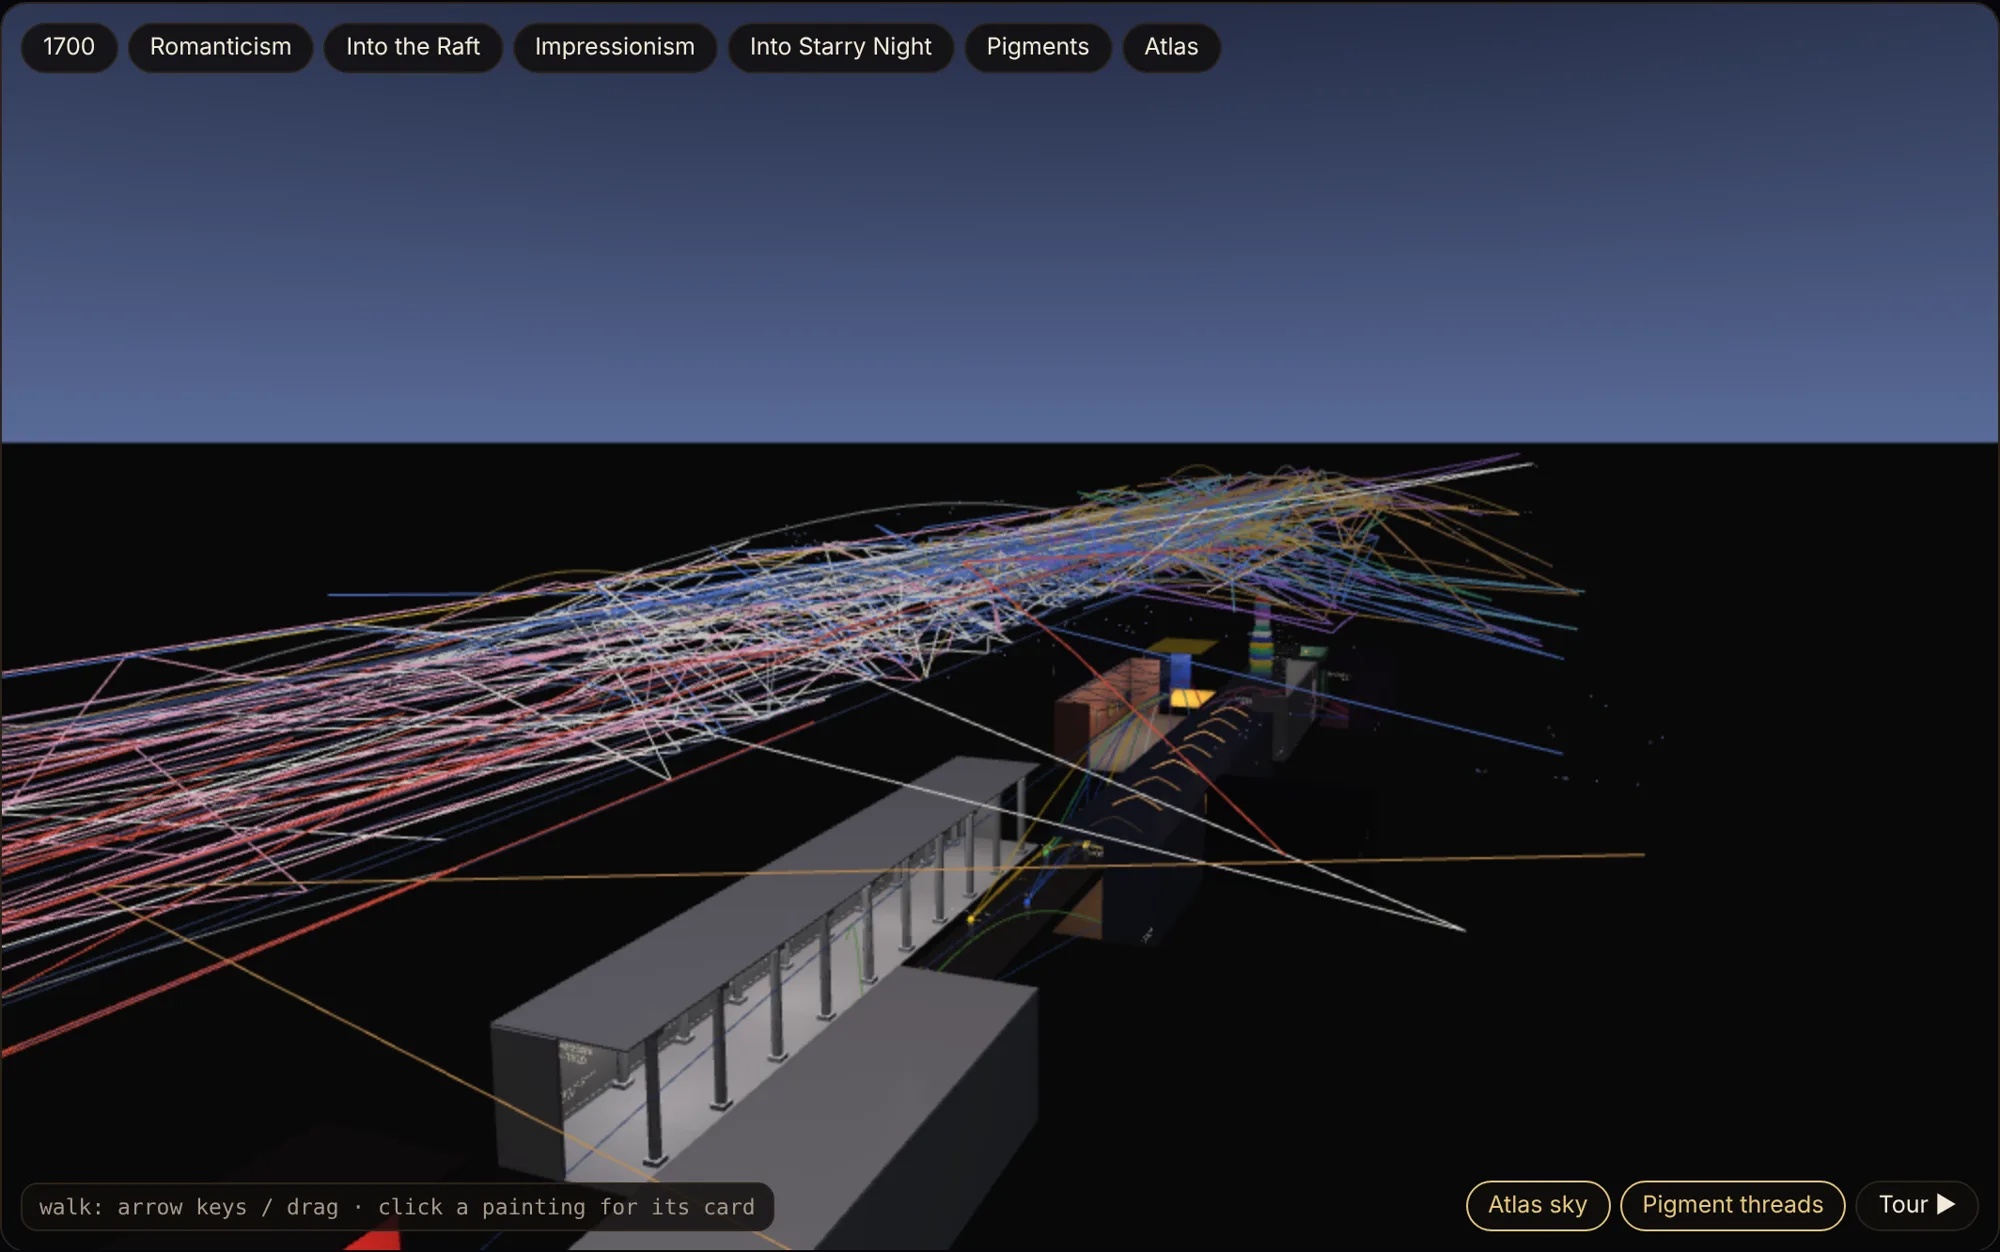 1700
Romanticism
Into the Raft
Impressionism
Into Starry Night
Pigments
Atlas
walk: arrow keys / drag · click a painting for its card
Atlas sky
Pigment threads
Tour ▶